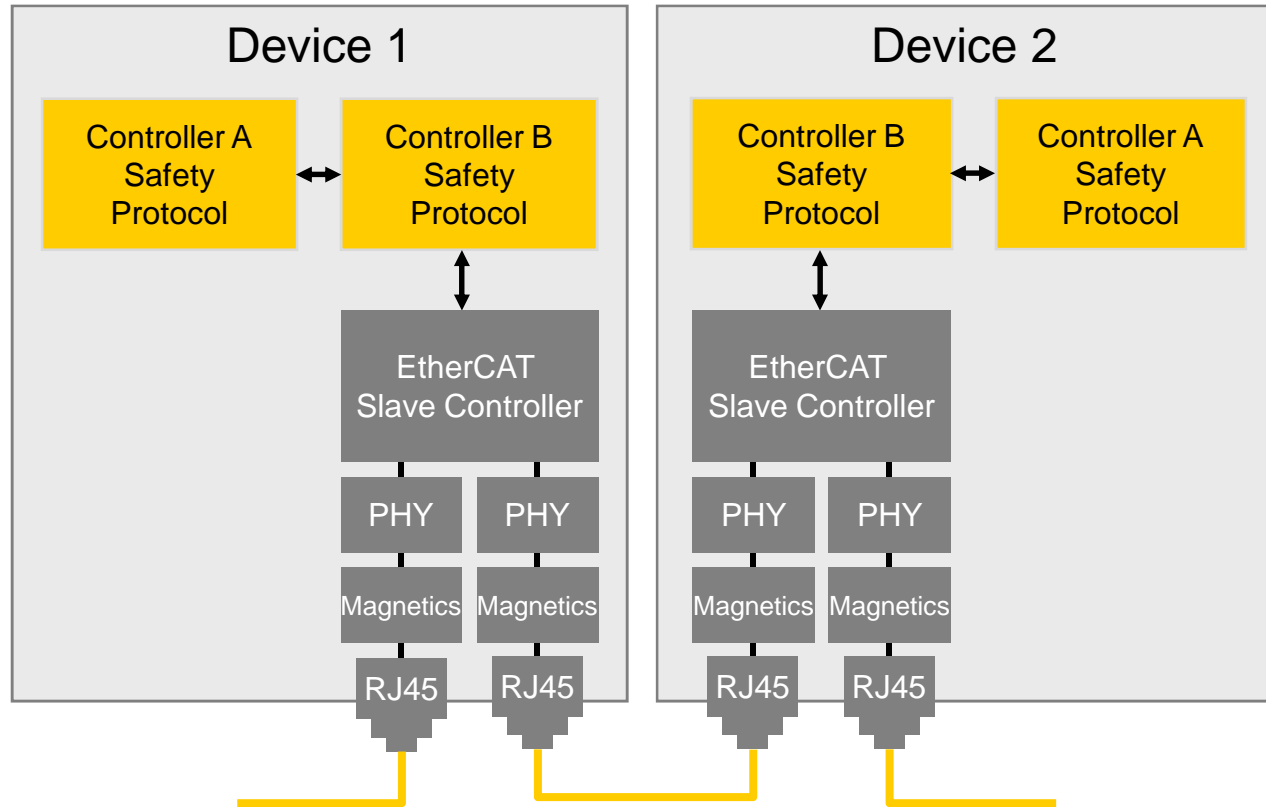 Device 1
Controller A
Safety
Protocol
Controller B
Safety
Protocol
EtherCAT
Slave Controller
PHY
PHY
Magnetics
Magnetics
RJ45
RJ45
Device 2
Controller B
Safety
Protocol
Controller A
Safety
Protocol
EtherCAT
Slave Controller
PHY
PHY
Magnetics
Magnetics
RJ45
RJ45